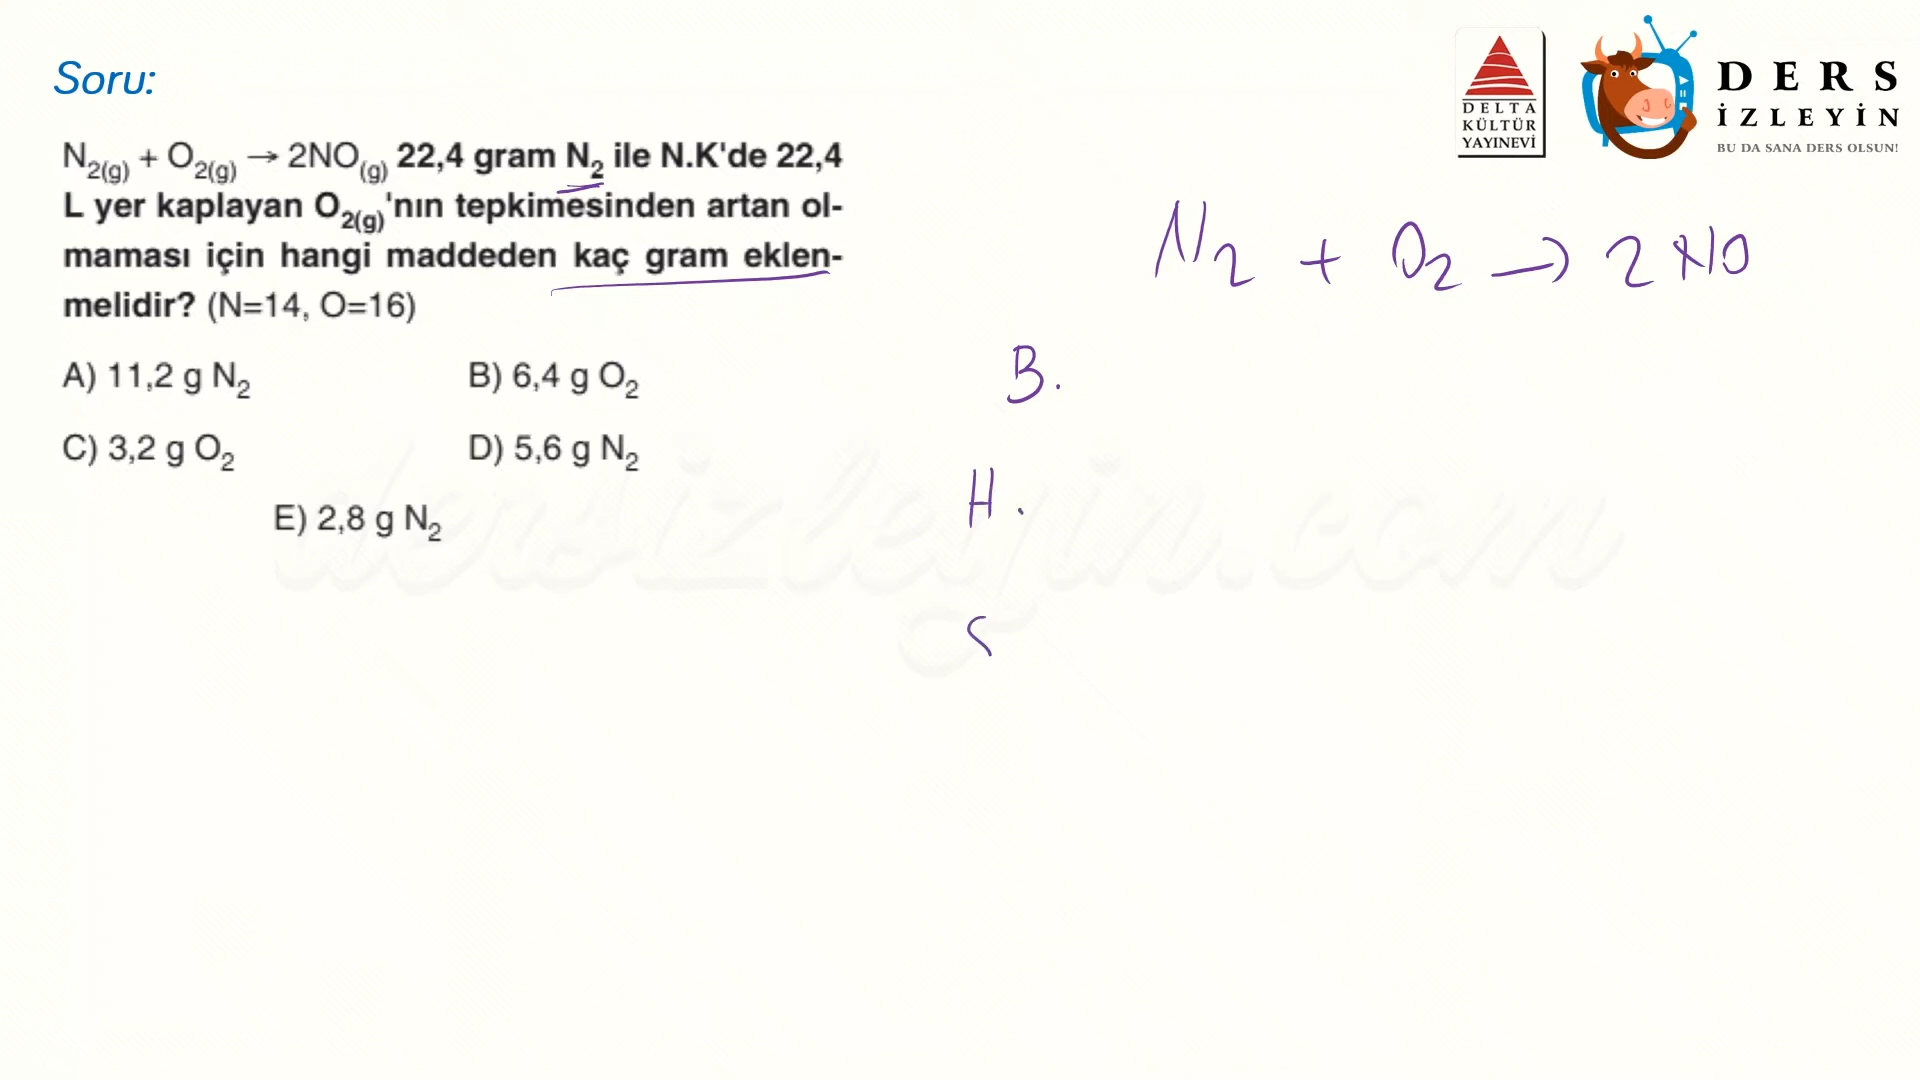 Soru:
N2(g) + O2(g) → 2NO(g) 22,4 gram N2 ile N.K'de 22,4
L yer kaplayan O2(g)'nın tepkimesinden artan ol-
maması için hangi maddeden kaç gram eklen-
melidir? (N=14, O=16)
A) 11,2 g N2
B) 6,4 g O2
C) 3,2 g O2
D) 5,6 g N2
E) 2,8 g N2
DELTA
KÜLTÜR
YAYINEVİ
DERS
İZLEYİN
BU DA SANA DERS OLSUN!
N2 + O2 → 2NO
B.
H.
dersizleyin.com